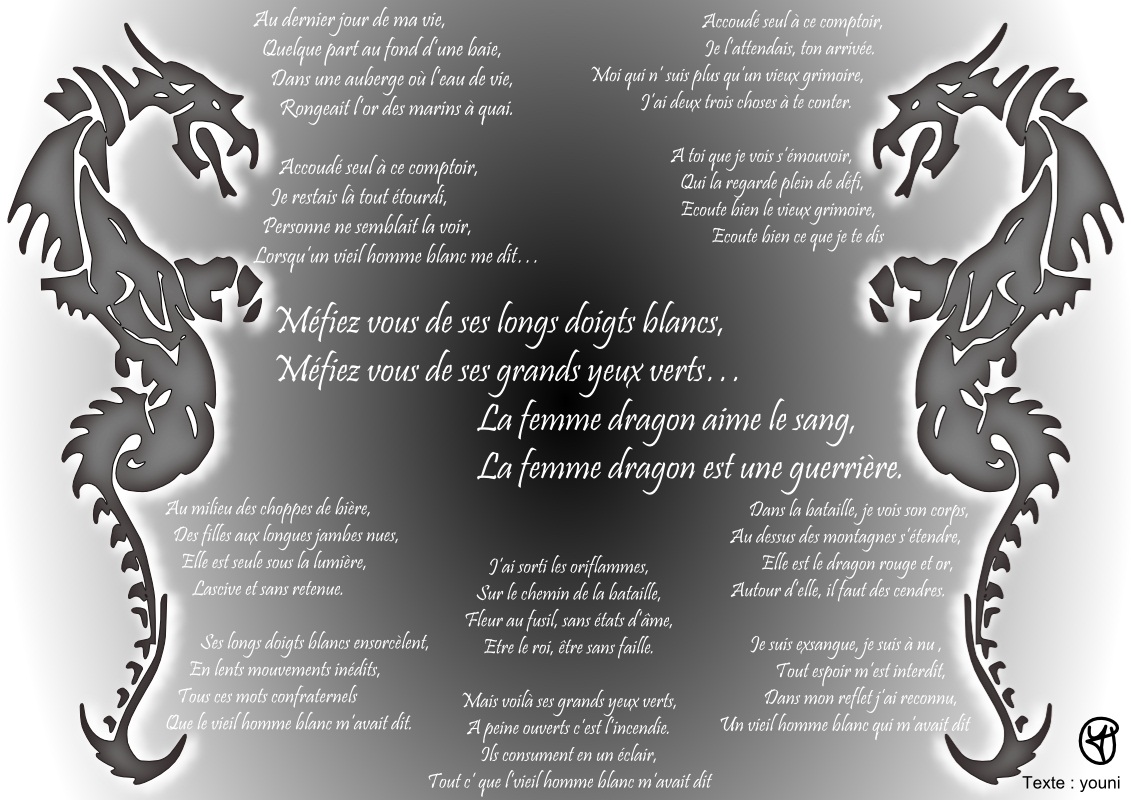 Au dernier jour de ma vie,
Quelque part au fond d'une baie,
Dans une auberge où l'eau de vie,
Rongeait l'or des marins à quai.
Accoudé seul à ce comptoir,
Je restais là tout étourdi,
Personne ne semblait la voir,
Lorsqu'un vieil homme blanc me dit...
Accoudé seul à ce comptoir,
Je l'attendais, ton arrivée.
Moi qui n' suis plus qu'un vieux grimoire,
J'ai deux trois choses à te conter.
A toi que je vois s'émouvoir,
Qui la regarde plein de défi,
Ecoute bien le vieux grimoire,
Ecoute bien ce que je te dis
Méfiez vous de ses longs doigts blancs,
Méfiez vous de ses grands yeux verts...
La femme dragon aime le sang,
La femme dragon est une guerrière.
Au milieu des choppes de bière,
Des filles aux longues jambes nues,
Elle est seule sous la lumière,
Lascive et sans retenue.
Ses longs doigts blancs ensorcèlent,
En lents mouvements inédits,
Tous ces mots confraternels
Que le vieil homme blanc m'avait dit.
J'ai sorti les oriflammes,
Sur le chemin de la bataille,
Fleur au fusil, sans états d'âme,
Etre le roi, être sans faille.
Mais voilà ses grands yeux verts,
A peine ouverts c'est l'incendie.
Ils consument en un éclair,
Tout c' que l'vieil homme blanc m'avait dit
Dans la bataille, je vois son corps,
Au dessus des montagnes s'étendre,
Elle est le dragon rouge et or,
Autour d'elle, il faut des cendres.
Je suis exsangue, je suis à nu ,
Tout espoir m'est interdit,
Dans mon reflet j'ai reconnu,
Un vieil homme blanc qui m'avait dit
Texte : youni